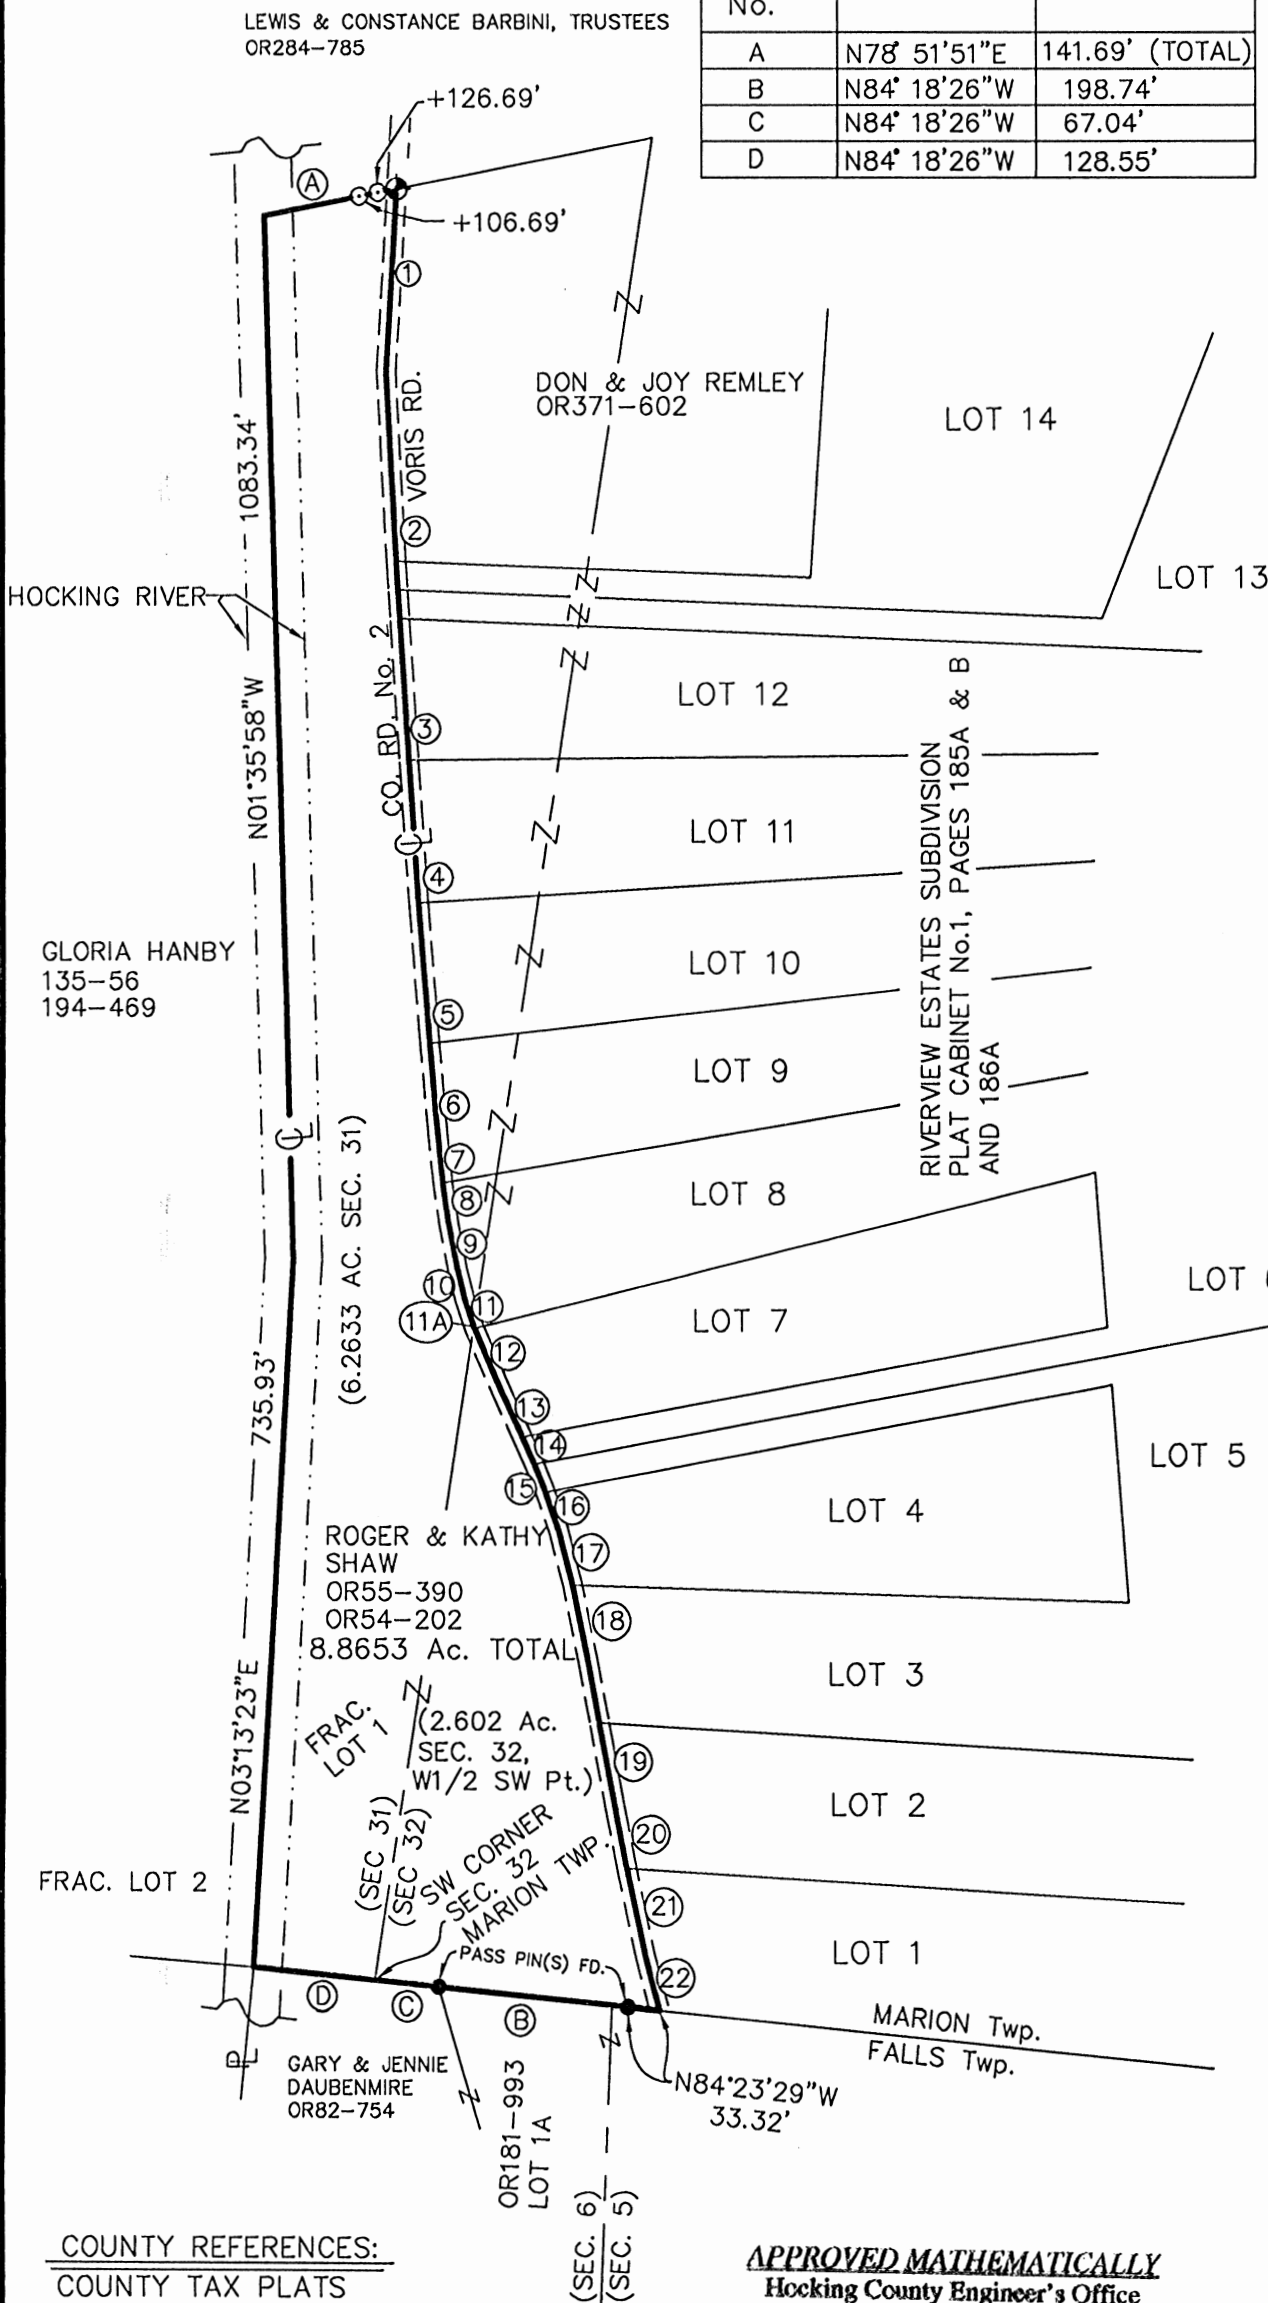 LEWIS & CONSTANCE BARBINI, TRUSTEES
OR284-785
No.
A N78° 51'51"E 141.69' (TOTAL)
B N84° 18'26"W 198.74'
C N84° 18'26"W 67.04'
D N84° 18'26"W 128.55'
+126.69'
A
+106.69'
1
DON & JOY REMLEY
OR371-602
LOT 14
VORIS RD.
2
1083.34'
LOT 13
HOCKING RIVER
CO. RD. No. 2
LOT 12
3
N01°35'58"W
RIVERVIEW ESTATES SUBDIVISION
PLAT CABINET No.1, PAGES 185A & B
AND 186A
LOT 11
CL
4
GLORIA HANBY
135-56
194-469
LOT 10
5
LOT 9
6
CL
7
(6.2633 AC. SEC. 31)
8
LOT 8
9
10
11
LOT 6
11A
LOT 7
12
735.93'
13
14
LOT 5
15
16
LOT 4
ROGER & KATHY
SHAW
OR55-390
OR54-202
8.8653 Ac. TOTAL
17
18
LOT 3
N03°13'23"E
FRAC.
LOT 1
(2.602 Ac.
SEC. 32,
W1/2 SW Pt.)
19
LOT 2
20
(SEC 31)
(SEC 32)
SW CORNER
SEC. 32
MARION TWP.
FRAC. LOT 2
21
PASS PIN(S) FD.
LOT 1
22
D
C
B
MARION Twp.
FALLS Twp.
PL
GARY & JENNIE
DAUBENMIRE
OR82-754
N84°23'29"W
33.32'
OR181-993
LOT 1A
(SEC. 6)
(SEC. 5)
COUNTY REFERENCES:
COUNTY TAX PLATS
APPROVED MATHEMATICALLY
Hocking County Engineer's Office